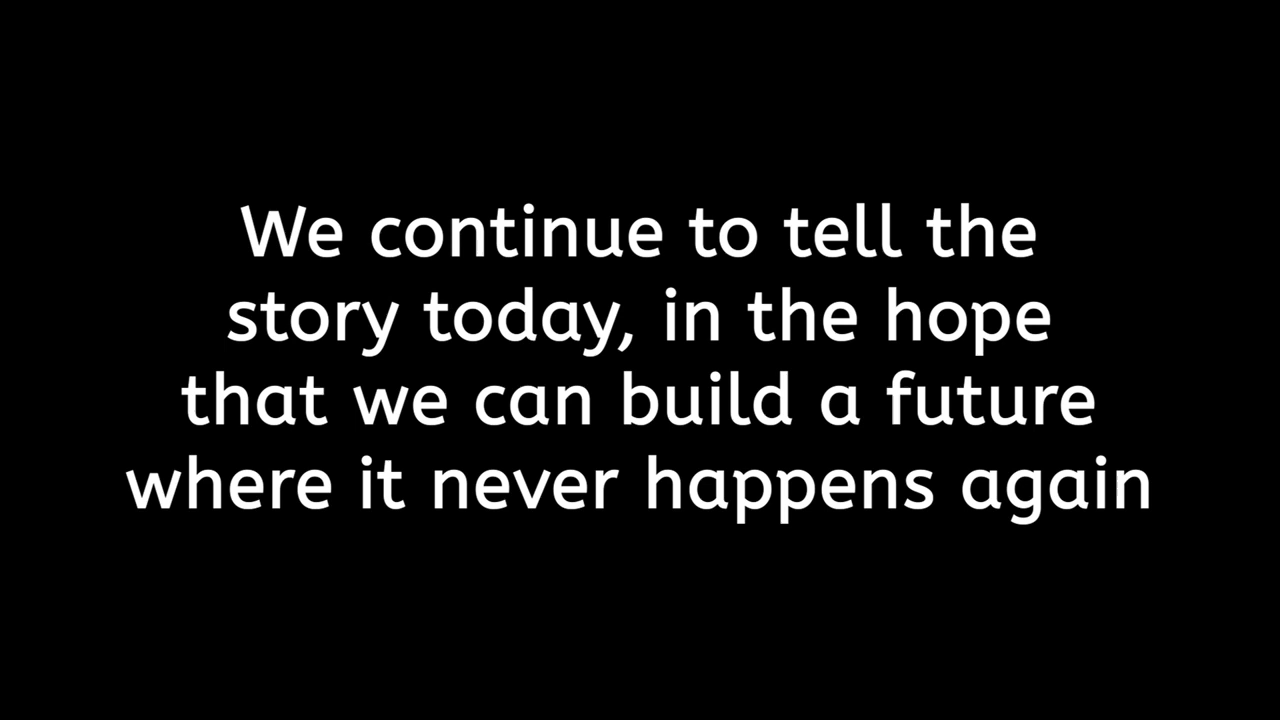 We continue to tell the
story today, in the hope
that we can build a future
where it never happens again